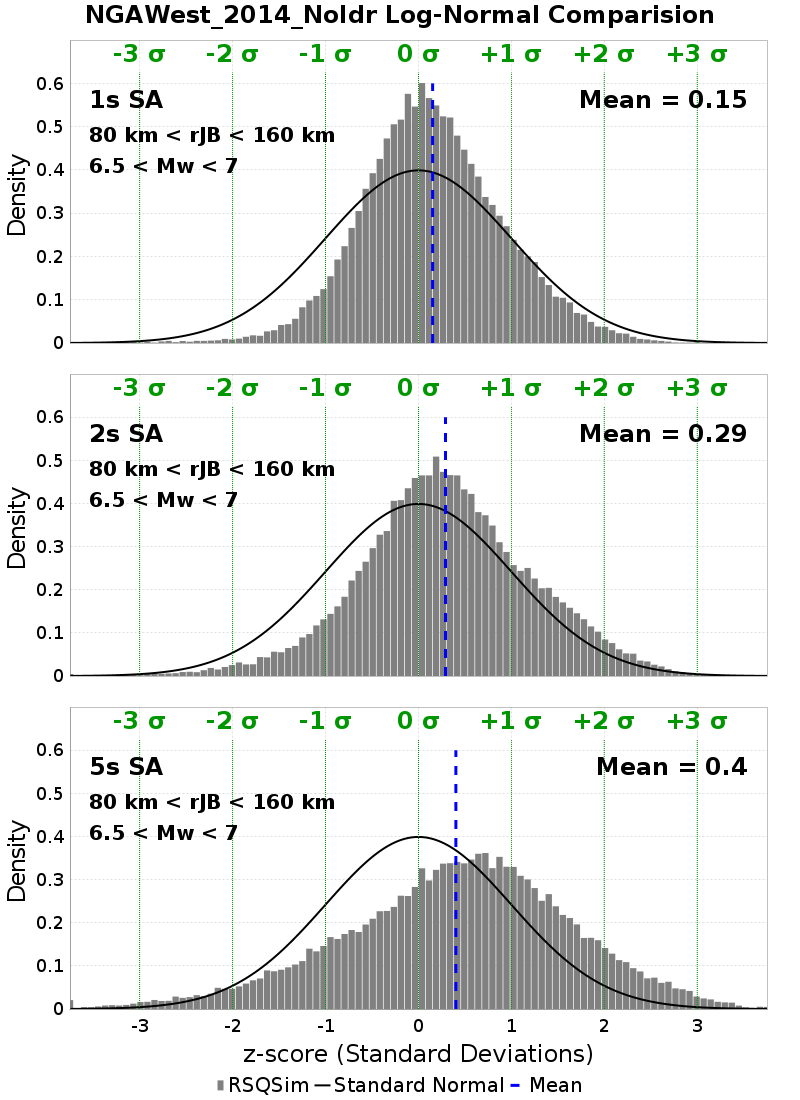 NGAWest_2014_NoIdr Log-Normal Comparision
-3 σ -2 σ -1 σ 0 σ +1 σ +2 σ +3 σ
1s SA Mean = 0.15
80 km < rJB < 160 km
6.5 < Mw < 7
Density
0.6
0.5
0.4
0.3
0.2
0.1
0
-3 σ -2 σ -1 σ 0 σ +1 σ +2 σ +3 σ
2s SA Mean = 0.29
80 km < rJB < 160 km
6.5 < Mw < 7
Density
0.6
0.5
0.4
0.3
0.2
0.1
0
-3 σ -2 σ -1 σ 0 σ +1 σ +2 σ +3 σ
5s SA Mean = 0.4
80 km < rJB < 160 km
6.5 < Mw < 7
Density
0.6
0.5
0.4
0.3
0.2
0.1
0
-3 -2 -1 0 1 2 3
z-score (Standard Deviations)
RSQSim Standard Normal Mean